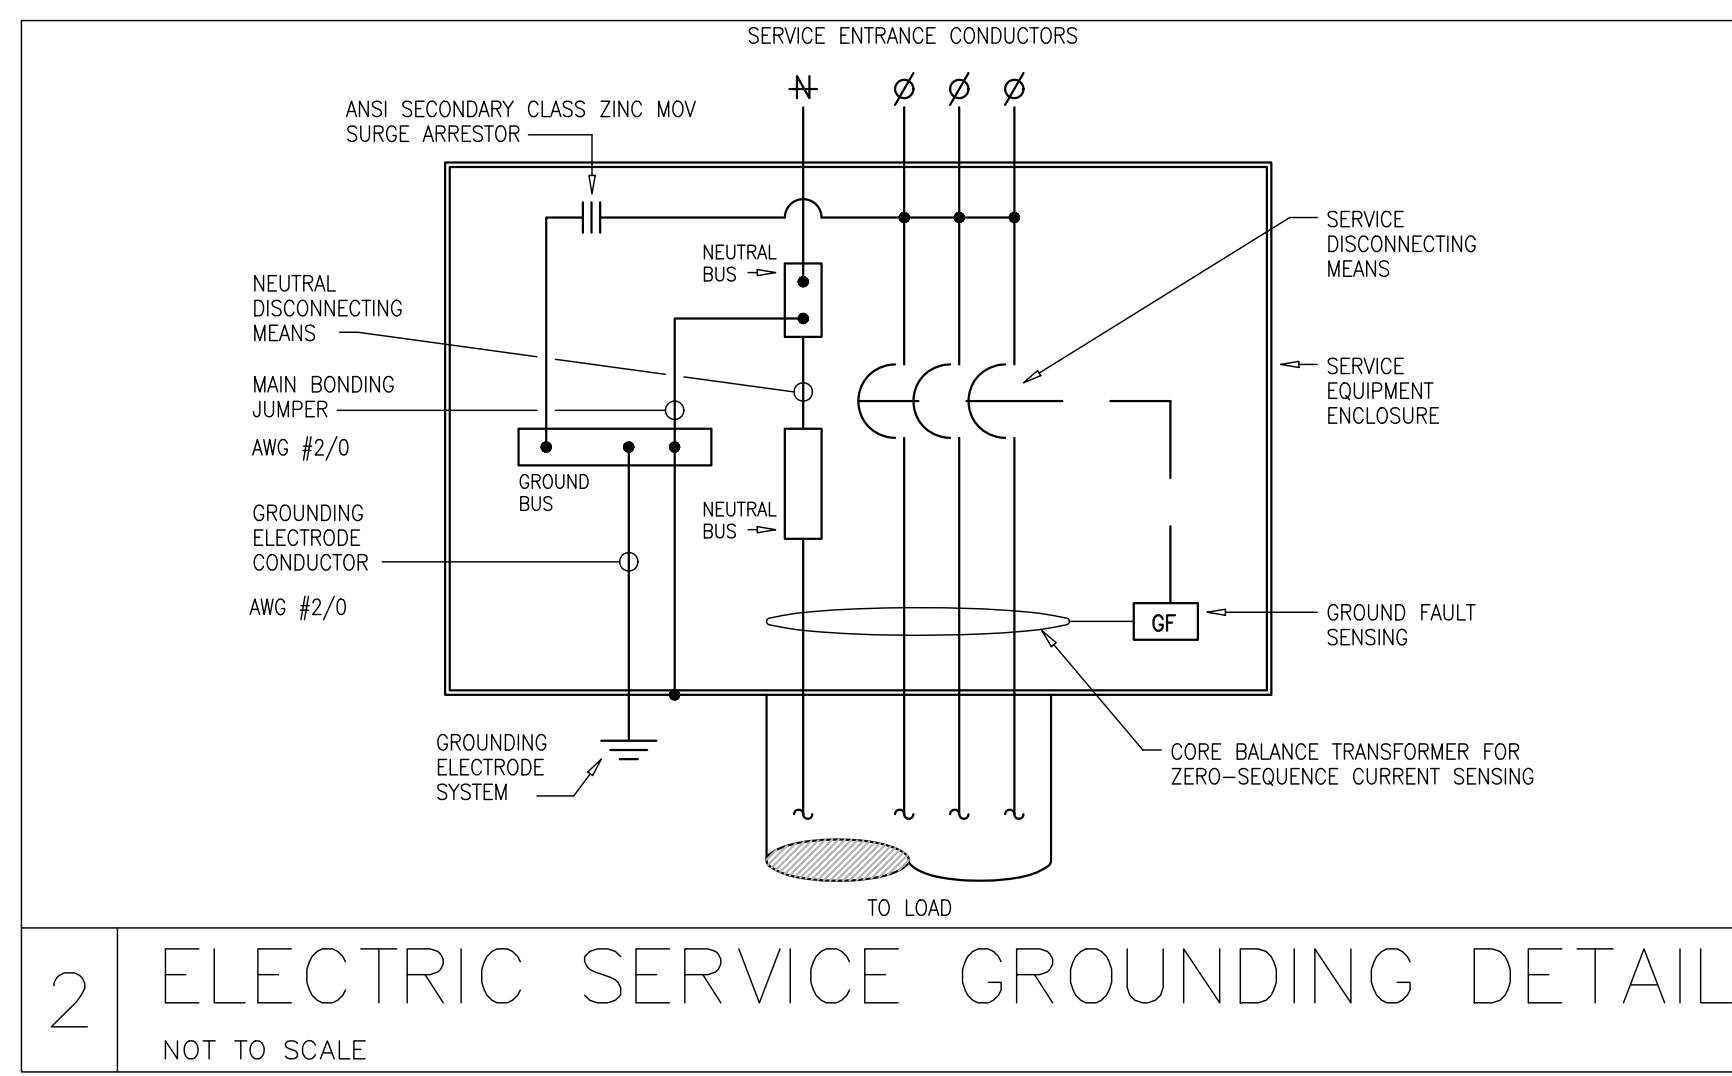 SERVICE ENTRANCE CONDUCTORS
N Ø Ø Ø
ANSI SECONDARY CLASS ZINC MOV
SURGE ARRESTOR
SERVICE
DISCONNECTING
MEANS
NEUTRAL
BUS
NEUTRAL
DISCONNECTING
MEANS
SERVICE
EQUIPMENT
ENCLOSURE
MAIN BONDING
JUMPER
AWG #2/0
GROUND
BUS
NEUTRAL
BUS
GROUNDING
ELECTRODE
CONDUCTOR
AWG #2/0
GF
GROUND FAULT
SENSING
GROUNDING
ELECTRODE
SYSTEM
CORE BALANCE TRANSFORMER FOR
ZERO-SEQUENCE CURRENT SENSING
TO LOAD
2
ELECTRIC SERVICE GROUNDING DETAIL
NOT TO SCALE